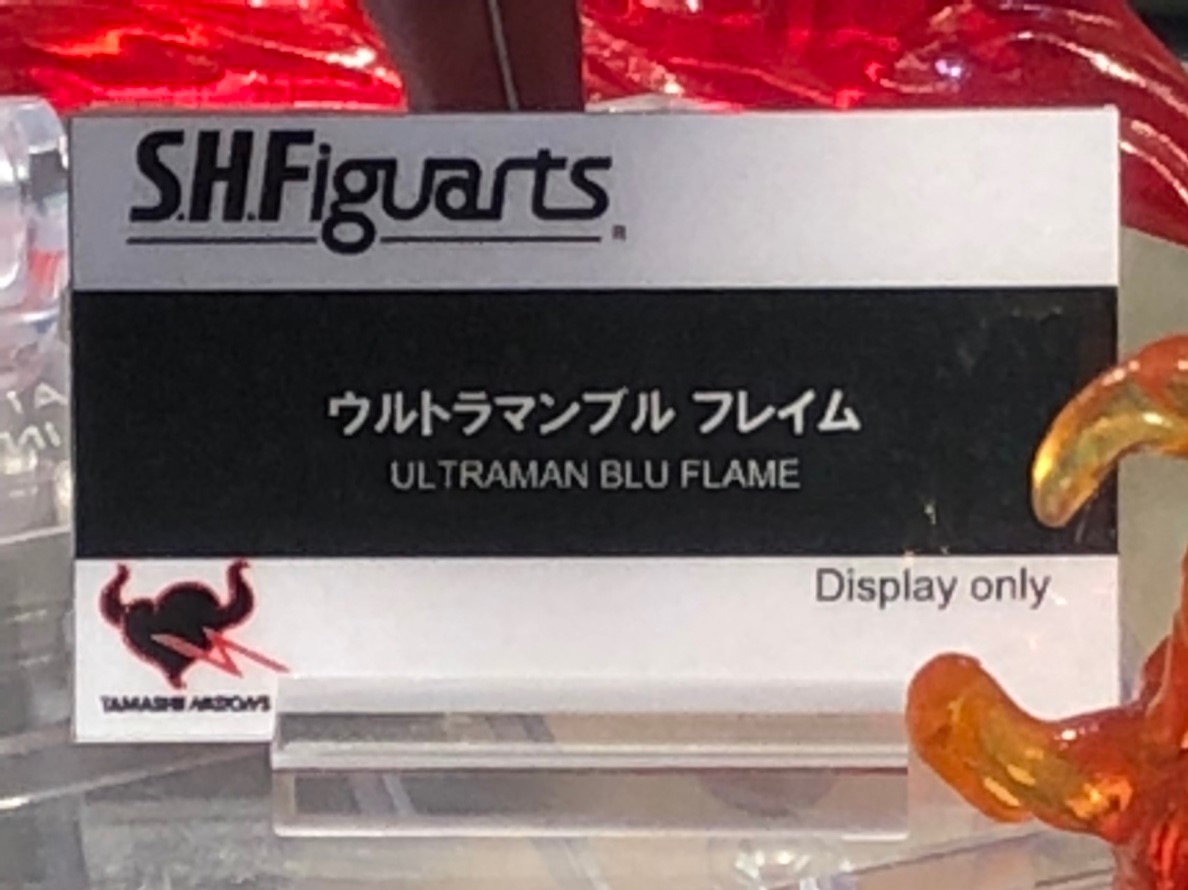 S.H.Figuarts
®
ウルトラマンブル フレイム
ULTRAMAN BLU FLAME
Display only
TAMASHII NATIONS